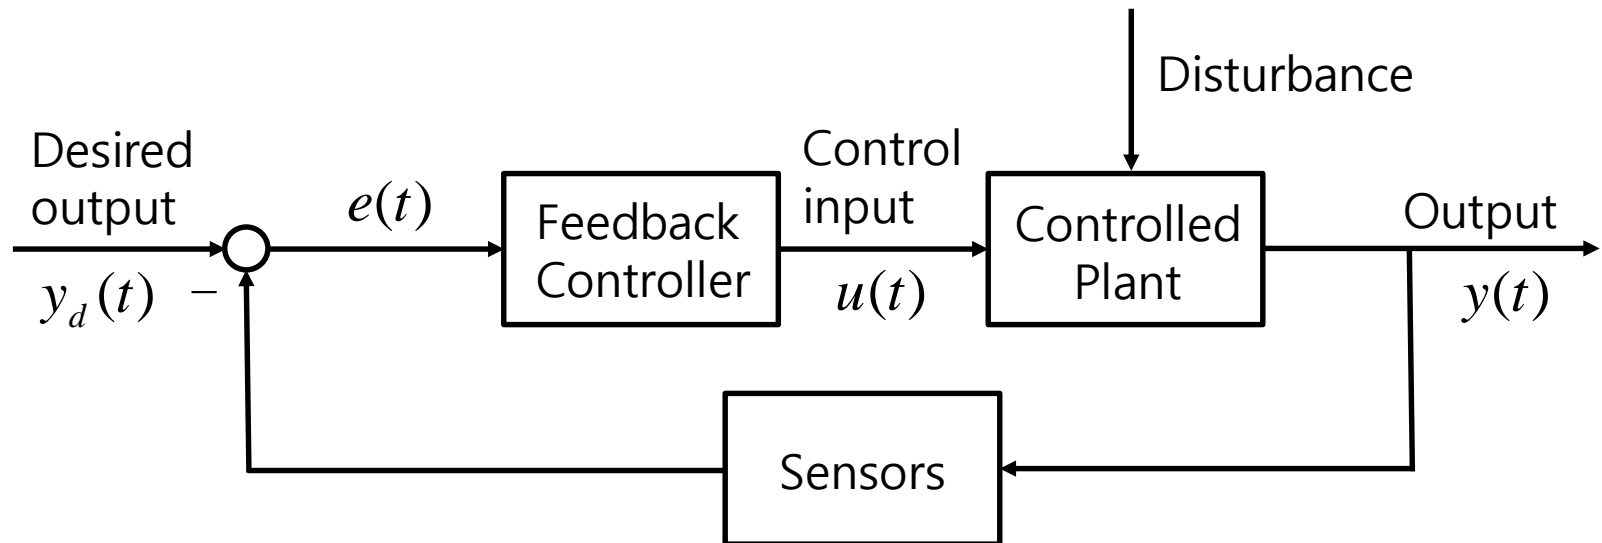 Disturbance
Desired
output
y_d(t)
−
e(t)
Feedback
Controller
Control
input
u(t)
Controlled
Plant
Output
y(t)
Sensors